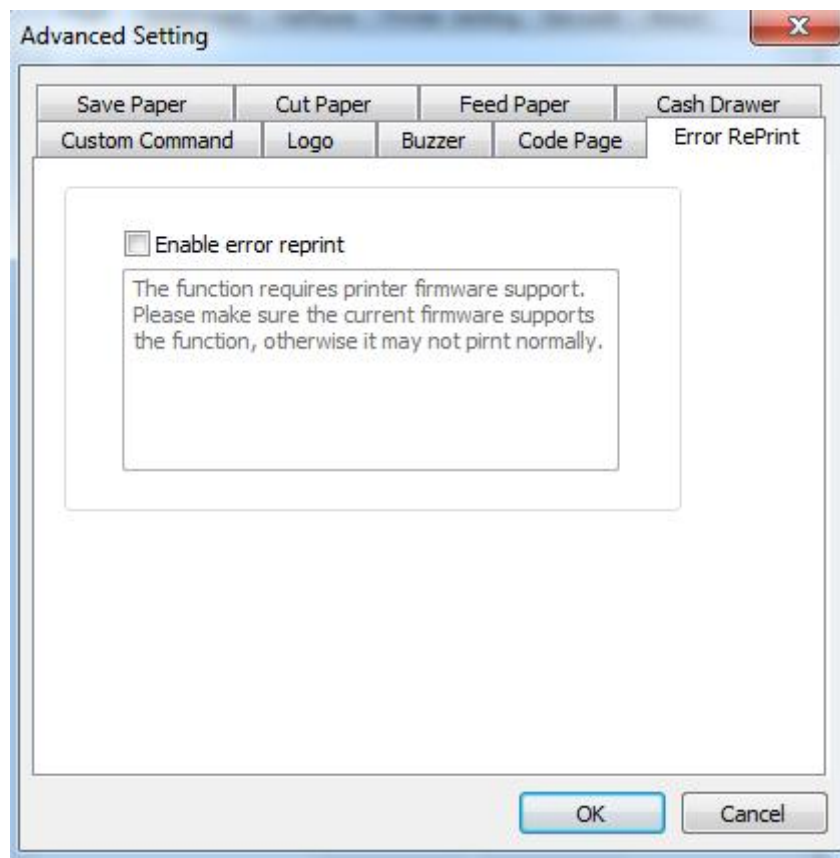 Advanced Setting
Save Paper Cut Paper Feed Paper Cash Drawer
Custom Command Logo Buzzer Code Page Error RePrint
Enable error reprint
The function requires printer firmware support.
Please make sure the current firmware supports
the function, otherwise it may not pirnt normally.
OK Cancel